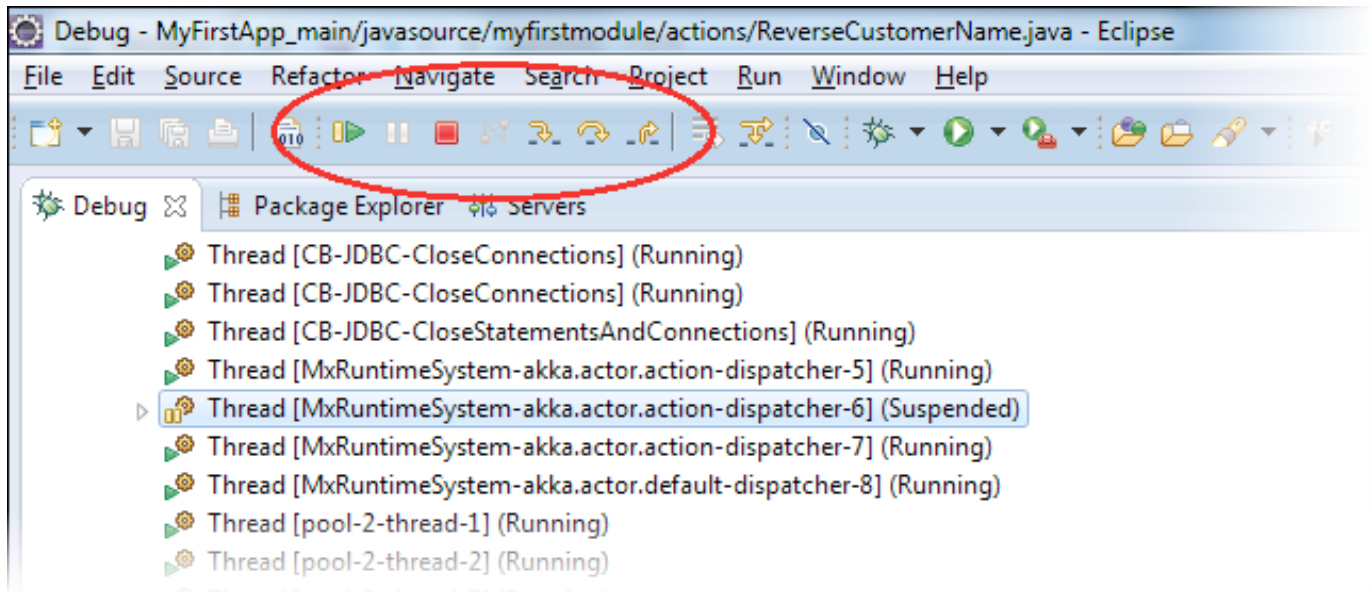 Debug - MyFirstApp_main/javasource/myfirstmodule/actions/ReverseCustomerName.java - Eclipse
File Edit Source Refactor Navigate Search Project Run Window Help
010
Debug Package Explorer Servers
Thread [CB-JDBC-CloseConnections] (Running)
Thread [CB-JDBC-CloseConnections] (Running)
Thread [CB-JDBC-CloseStatementsAndConnections] (Running)
Thread [MxRuntimeSystem-akka.actor.action-dispatcher-5] (Running)
Thread [MxRuntimeSystem-akka.actor.action-dispatcher-6] (Suspended)
Thread [MxRuntimeSystem-akka.actor.action-dispatcher-7] (Running)
Thread [MxRuntimeSystem-akka.actor.default-dispatcher-8] (Running)
Thread [pool-2-thread-1] (Running)
Thread [pool-2-thread-2] (Running)